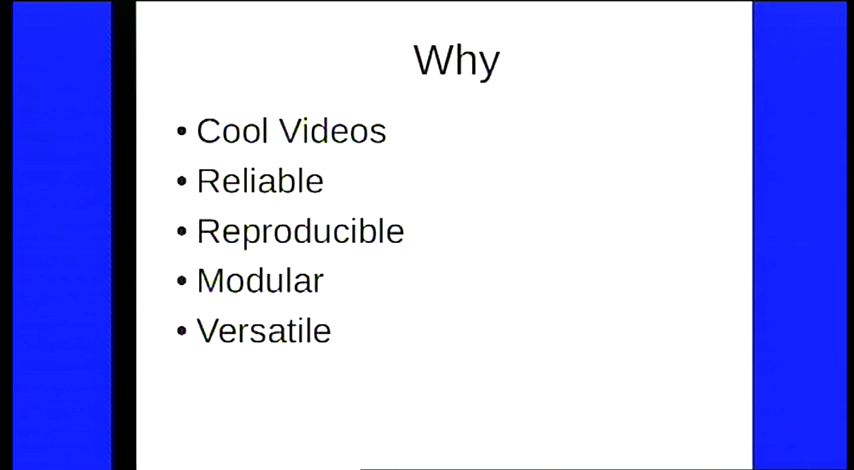 Why
• Cool Videos
• Reliable
• Reproducible
• Modular
• Versatile